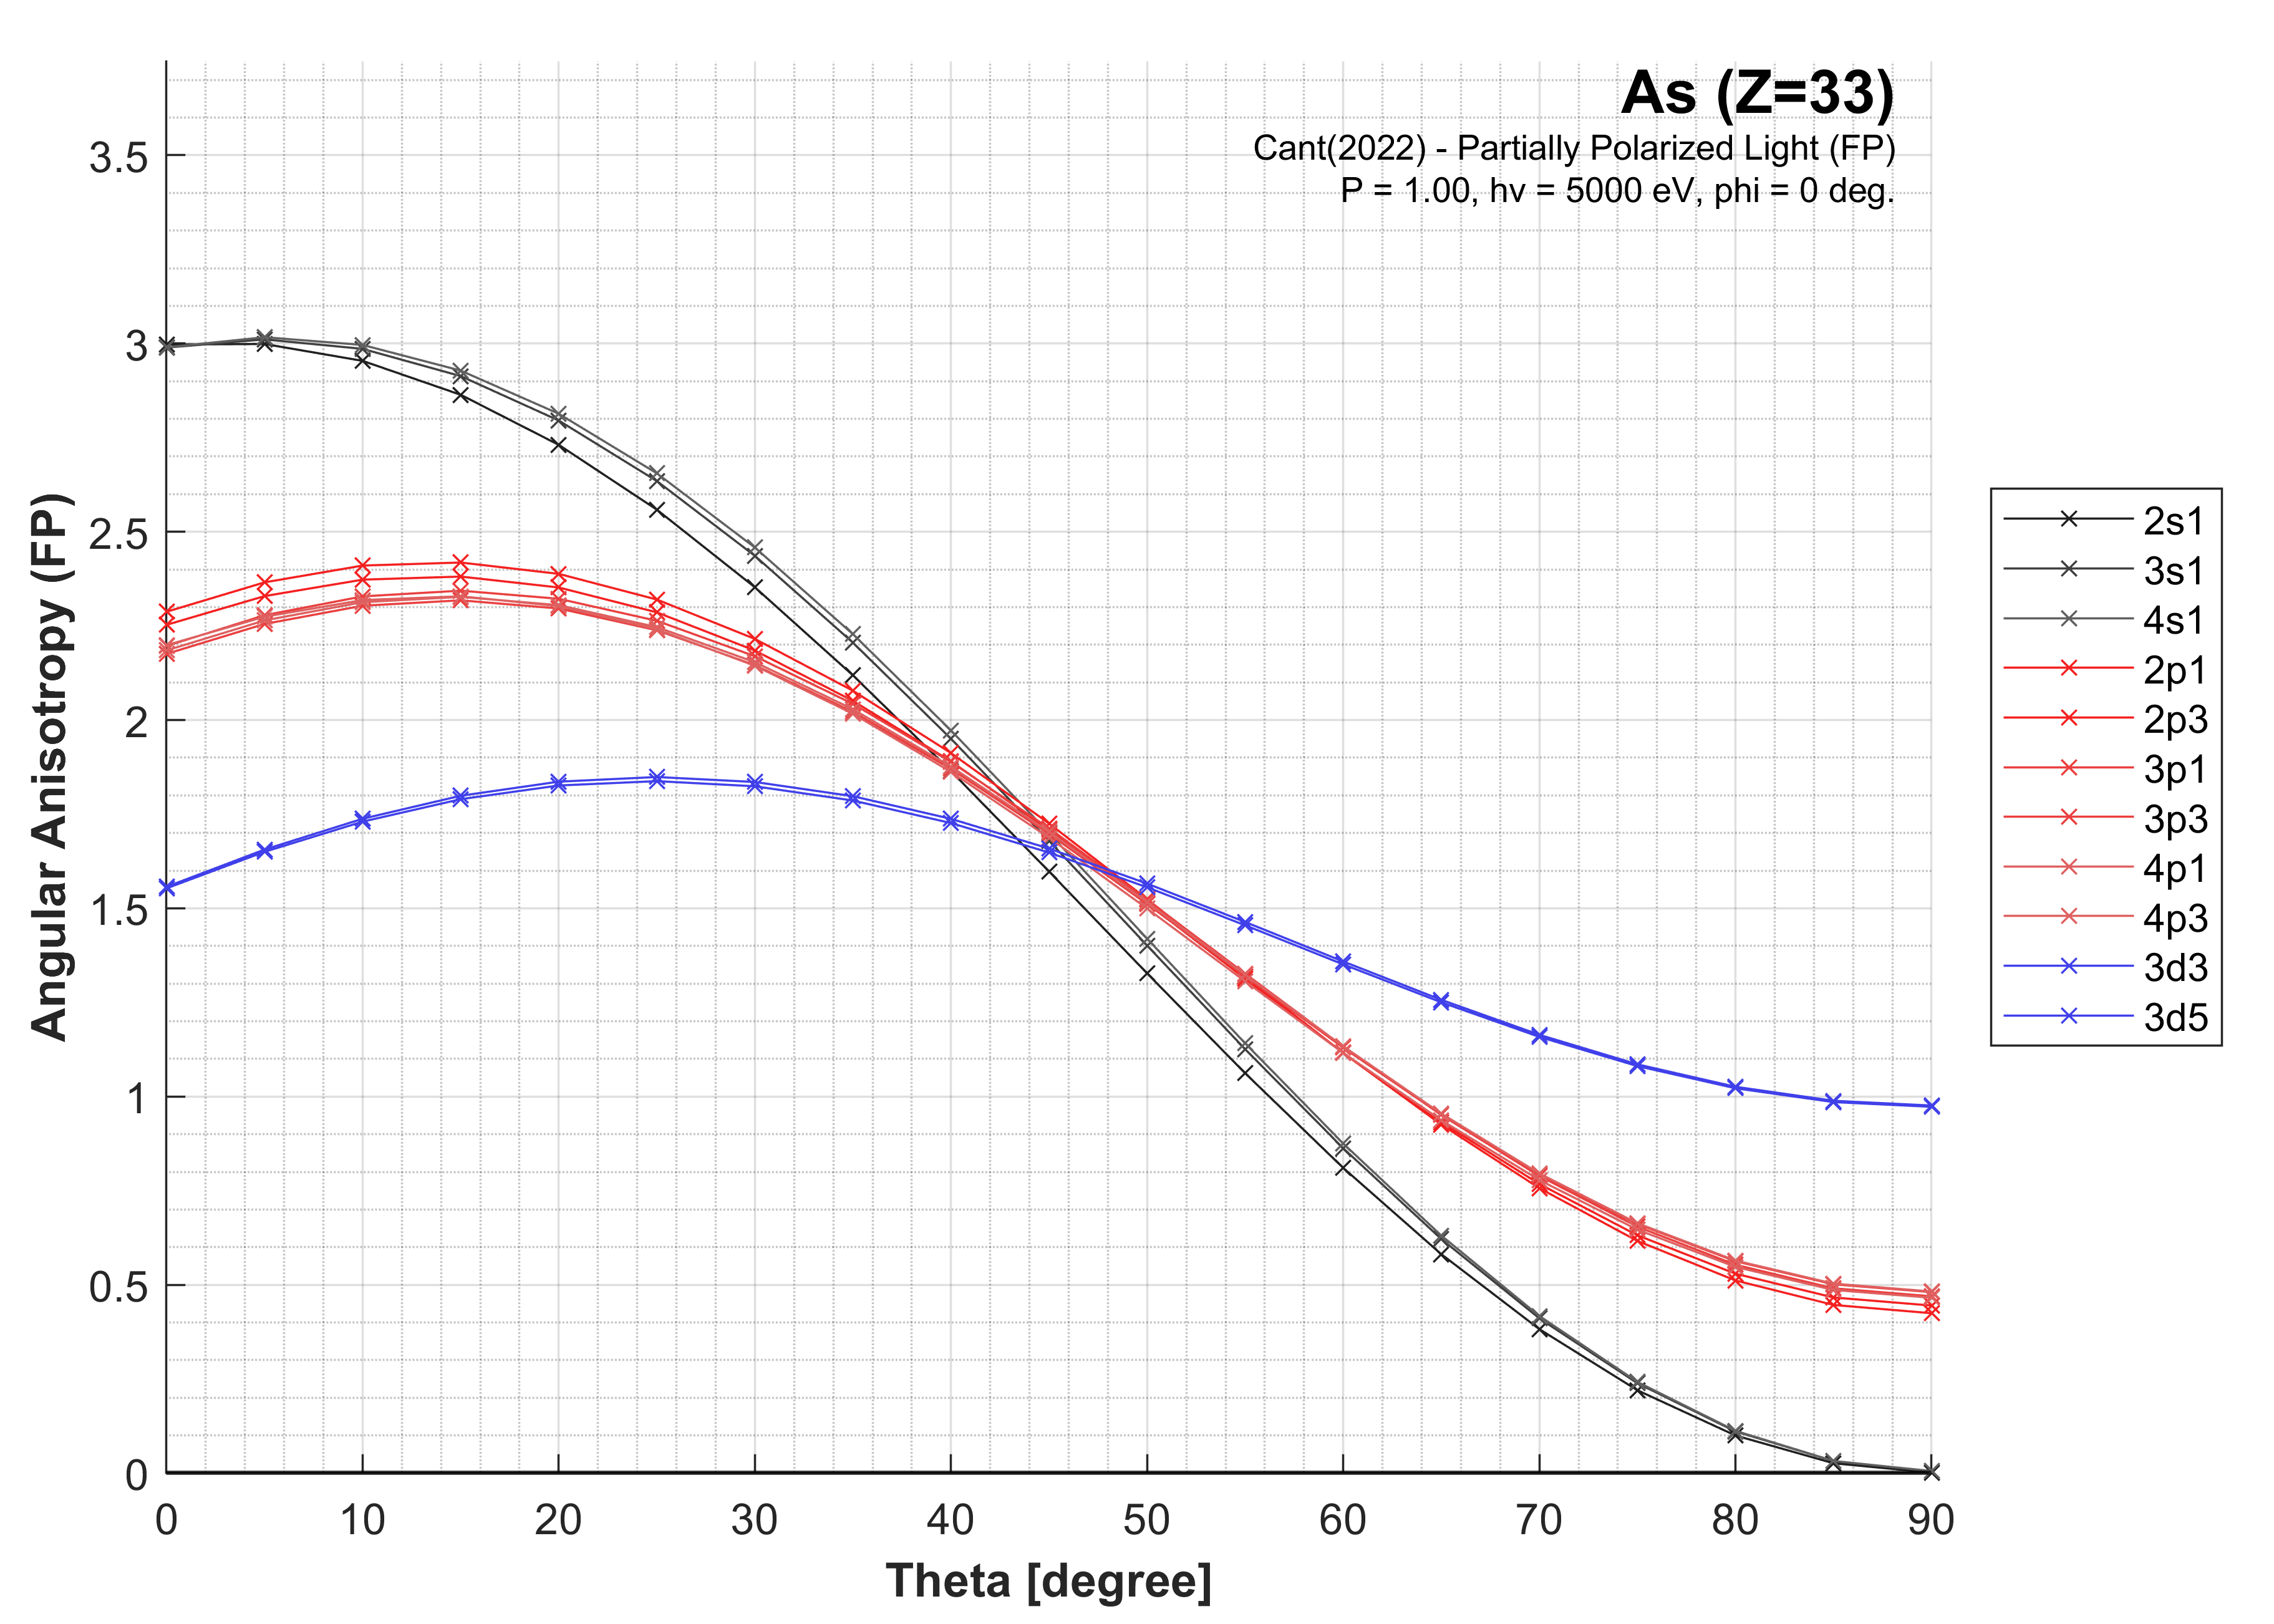 As (Z=33)
Cant(2022) - Partially Polarized Light (FP)
P = 1.00, hv = 5000 eV, phi = 0 deg.
Angular Anisotropy (FP)
3.5
3
2.5
2
1.5
1
0.5
0
0 10 20 30 40 50 60 70 80 90
Theta [degree]
2s1
3s1
4s1
2p1
2p3
3p1
3p3
4p1
4p3
3d3
3d5